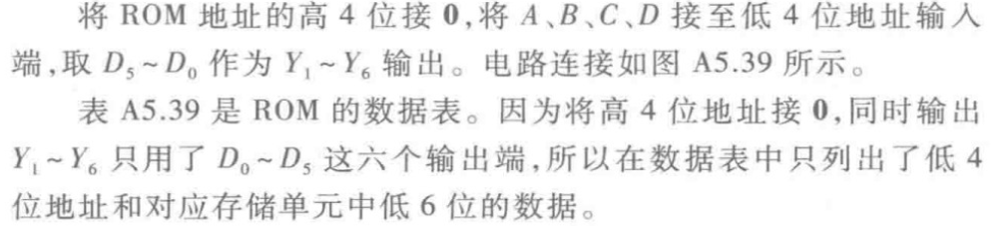 将 ROM 地址的高 4 位接 0,将 A、B、C、D 接至低 4 位地址输入
端,取 D₅~D₀ 作为 Y₁~Y₆ 输出。电路连接如图 A5.39 所示。
表 A5.39 是 ROM 的数据表。因为将高 4 位地址接 0,同时输出
Y₁~Y₆ 只用了 D₀~D₅ 这六个输出端,所以在数据表中只列出了低 4
位地址和对应存储单元中低 6 位的数据。